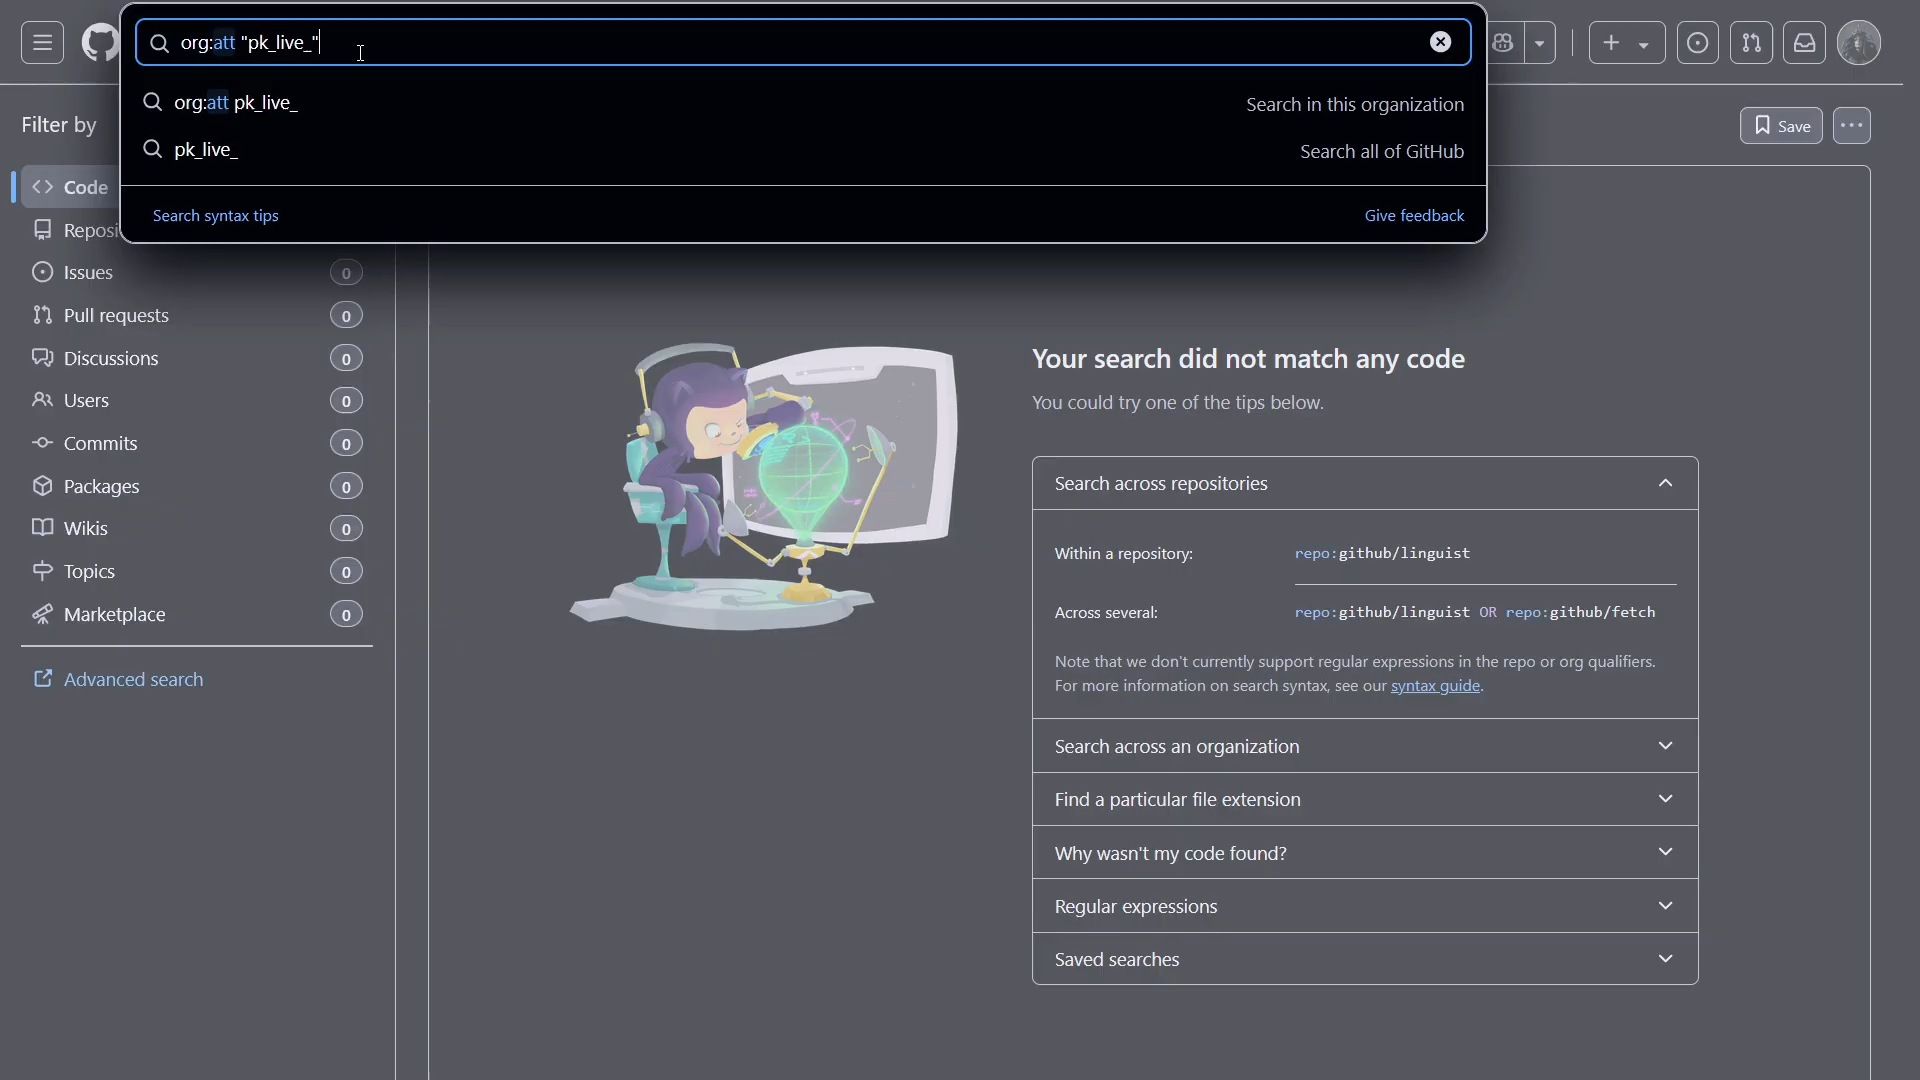 org:att "pk_live_"
org:att pk_live_
Search in this organization
pk_live_
Search all of GitHub
Search syntax tips
Give feedback
Filter by
Save
Code
Reposi
Issues
0
Pull requests
0
Discussions
0
Users
0
Commits
0
Packages
0
Wikis
0
Topics
0
Marketplace
0
Advanced search
Your search did not match any code
You could try one of the tips below.
Search across repositories
Within a repository:
repo:github/linguist
Across several:
repo:github/linguist OR repo:github/fetch
Note that we don't currently support regular expressions in the repo or org qualifiers.
For more information on search syntax, see our syntax guide.
Search across an organization
Find a particular file extension
Why wasn't my code found?
Regular expressions
Saved searches